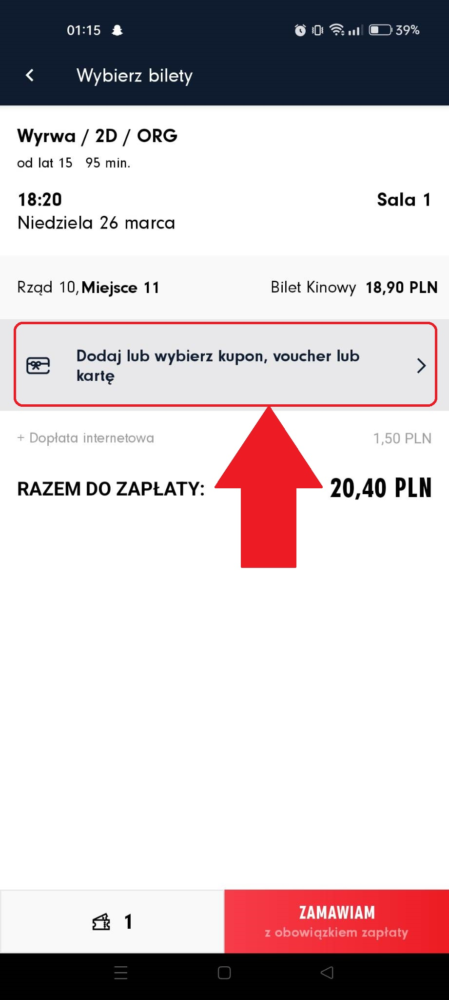 01:15
39%
Wybierz bilety
Wyrwa / 2D / ORG
od lat 15 95 min.
18:20 Sala 1
Niedziela 26 marca
Rząd 10, Miejsce 11 Bilet Kinowy 18,90 PLN
Dodaj lub wybierz kupon, voucher lub
kartę
+ Dopłata internetowa 1,50 PLN
RAZEM DO ZAPŁATY: 20,40 PLN
1
ZAMAWIAM
z obowiązkiem zapłaty